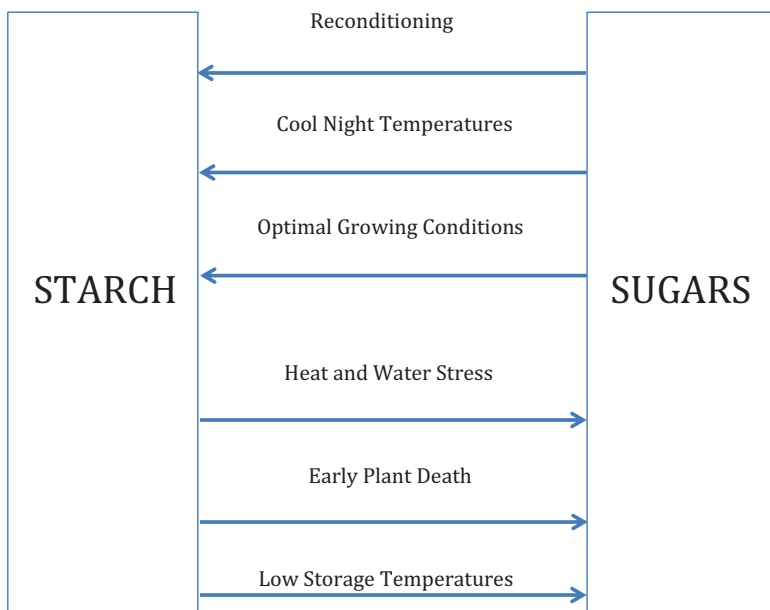 Reconditioning
Cool Night Temperatures
Optimal Growing Conditions
STARCH
SUGARS
Heat and Water Stress
Early Plant Death
Low Storage Temperatures